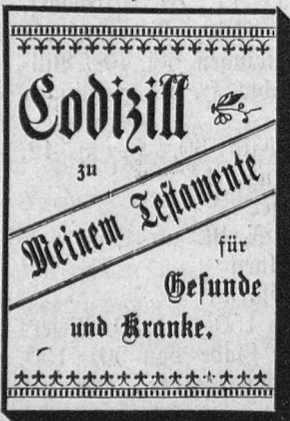 Codizill
zu
Meinem Testamente
für
Gesunde
und Kranke.